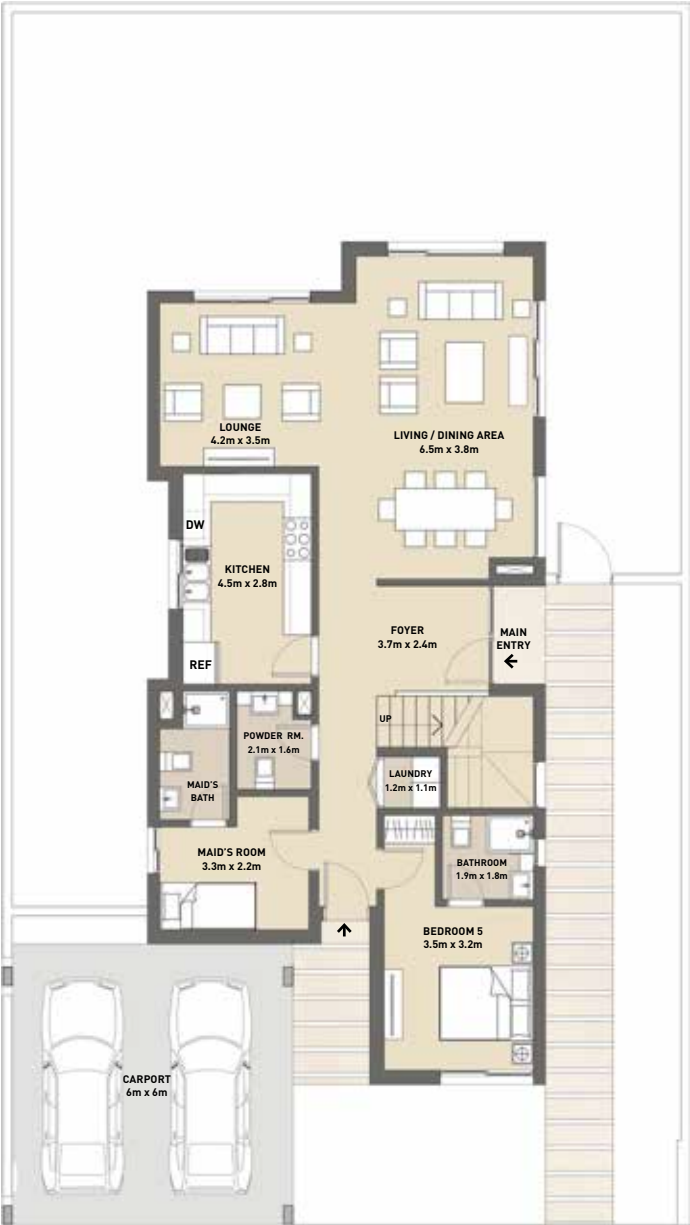 LOUNGE
4.2m x 3.5m
LIVING / DINING AREA
6.5m x 3.8m
DW
KITCHEN
4.5m x 2.8m
REF
FOYER
3.7m x 2.4m
MAIN
ENTRY
UP
POWDER RM.
2.1m x 1.6m
LAUNDRY
1.2m x 1.1m
MAID'S
BATH
MAID'S ROOM
3.3m x 2.2m
BATHROOM
1.9m x 1.8m
BEDROOM 5
3.5m x 3.2m
CARPORT
6m x 6m